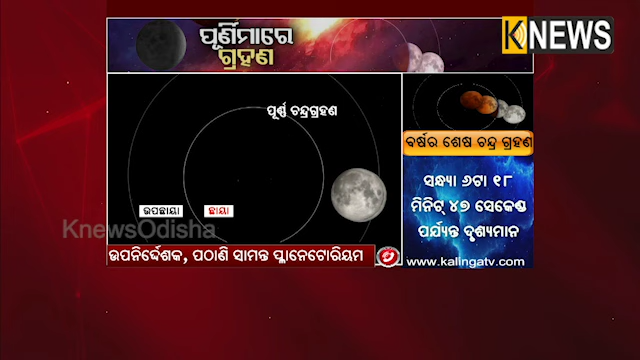 ପୂର୍ଣିମାରେ
ଗ୍ରହଣ
K NEWS
ପୂର୍ଣ୍ଣ ଚନ୍ଦ୍ରଗ୍ରହଣ
ବର୍ଷର ଶେଷ ଚନ୍ଦ୍ର ଗ୍ରହଣ
ସନ୍ଧ୍ୟା ୬ଟା ୧୮
ମିନିଟ୍ ୪୭ ସେକେଣ୍ଡ
ପର୍ଯ୍ୟନ୍ତ ଦୃଶ୍ୟମାନ
ଉପଛାୟା
ଛାୟା
KnewsOdisha
ଉପନିର୍ଦ୍ଦେଶକ, ପଠାଣି ସାମନ୍ତ ପ୍ଳାନେଟୋରିୟମ
www.kalingatv.com